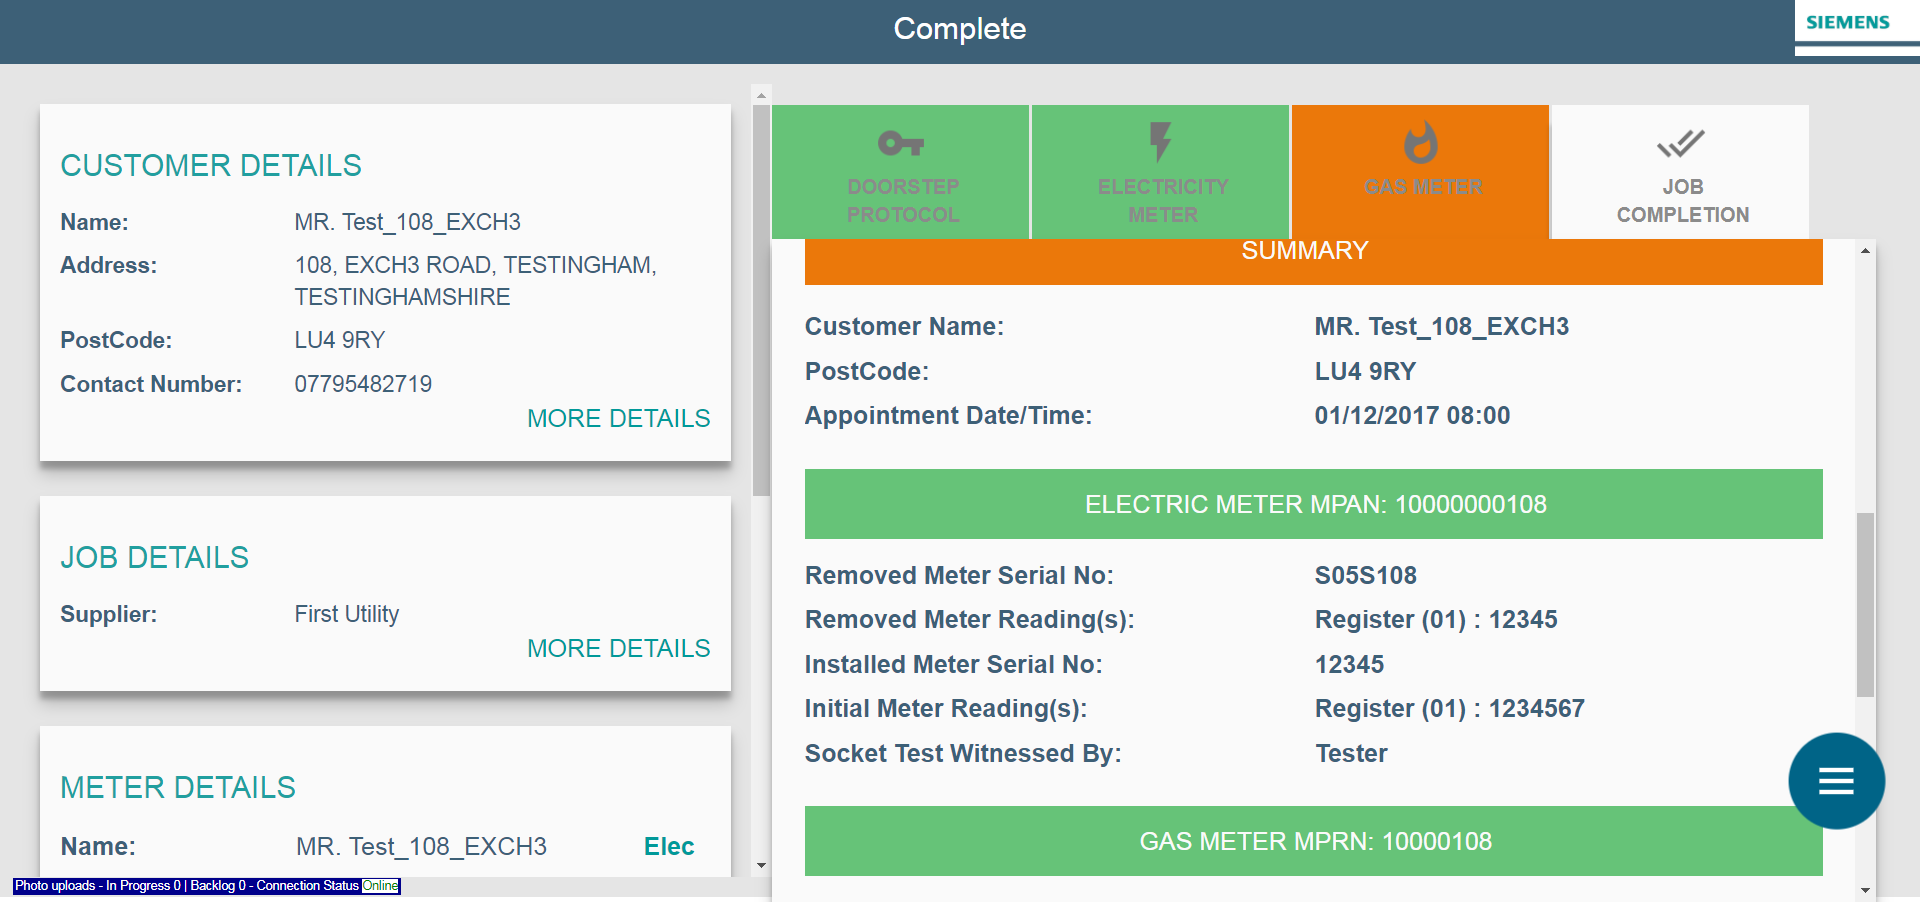 Complete
SIEMENS
CUSTOMER DETAILS
Name: MR. Test_108_EXCH3
Address: 108, EXCH3 ROAD, TESTINGHAM,
TESTINGHAMSHIRE
PostCode: LU4 9RY
Contact Number: 07795482719
MORE DETAILS
JOB DETAILS
Supplier: First Utility
MORE DETAILS
METER DETAILS
Name: MR. Test_108_EXCH3 Elec
Photo uploads - In Progress 0 | Backlog 0 - Connection Status Online
DOORSTEP
PROTOCOL
ELECTRICITY
METER
GAS METER
JOB
COMPLETION
SUMMARY
Customer Name: MR. Test_108_EXCH3
PostCode: LU4 9RY
Appointment Date/Time: 01/12/2017 08:00
ELECTRIC METER MPAN: 10000000108
Removed Meter Serial No: S05S108
Removed Meter Reading(s): Register (01) : 12345
Installed Meter Serial No: 12345
Initial Meter Reading(s): Register (01) : 1234567
Socket Test Witnessed By: Tester
GAS METER MPRN: 10000108